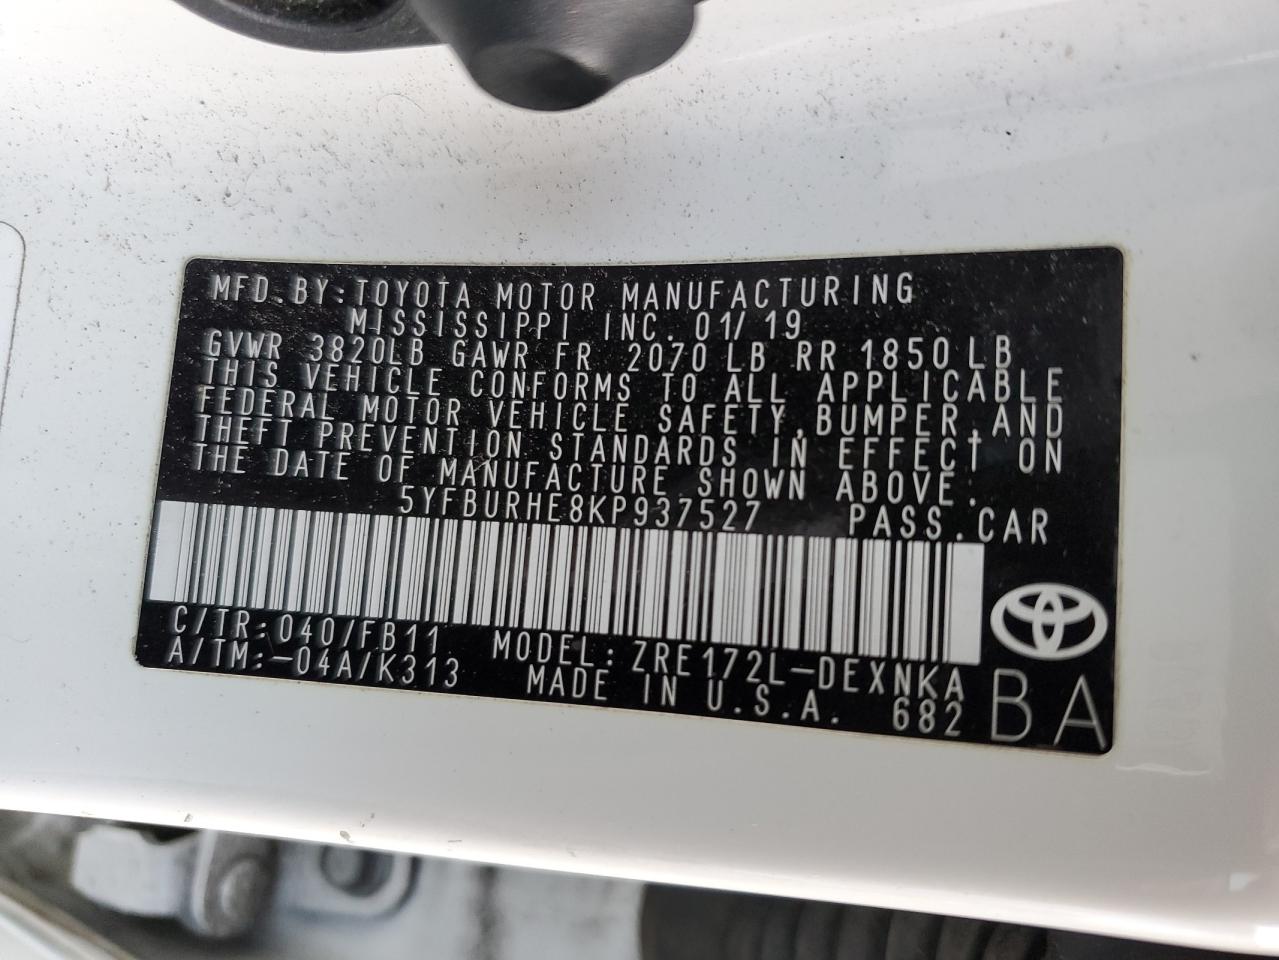 MFD.BY:TOYOTA MOTOR MANUFACTURING
MISSISSIPPI INC. 01/19
GVWR 3820LB GAWR FR 2070 LB RR 1850 LB
THIS VEHICLE CONFORMS TO ALL APPLICABLE
FEDERAL MOTOR VEHICLE SAFETY,BUMPER,AND
THEFT PREVENTION STANDARDS IN EFFECT ON
THE DATE OF MANUFACTURE SHOWN ABOVE.
5YFBURHE8KP937527 PASS.CAR
C/TR:040/FB11 MODEL:ZRE172L-DEXNKA
A/TM:-04A/K313 MADE IN U.S.A. 682
BA